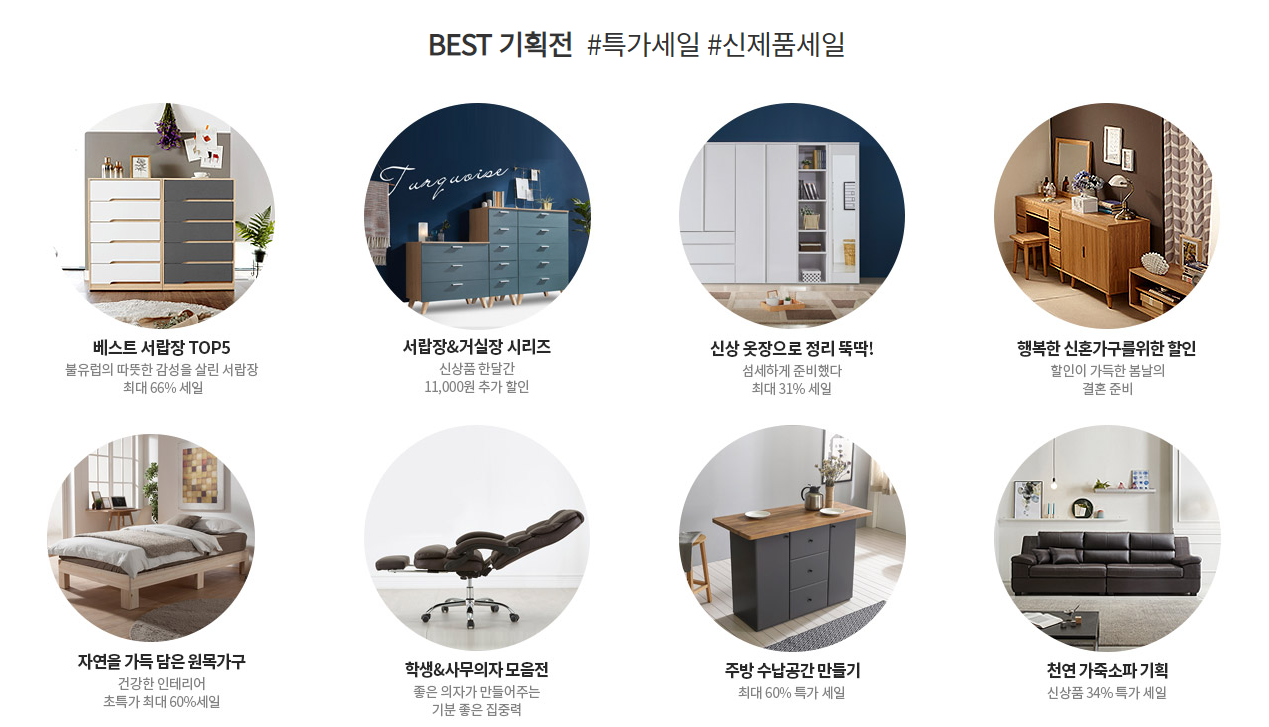 BEST 기획전 #특가세일 #신제품세일
Turquoise
베스트 서랍장 TOP5
불유럽의 따뜻한 감성을 살린 서랍장
최대 66% 세일
서랍장&거실장 시리즈
신상품 한달간
11,000원 추가 할인
신상 옷장으로 정리 뚝딱!
섬세하게 준비했다
최대 31% 세일
행복한 신혼가구를위한 할인
할인이 가득한 봄날의
결혼 준비
자연을 가득 담은 원목가구
건강한 인테리어
초특가 최대 60%세일
학생&사무의자 모음전
좋은 의자가 만들어주는
기분 좋은 집중력
주방 수납공간 만들기
최대 60% 특가 세일
천연 가죽소파 기획
신상품 34% 특가 세일